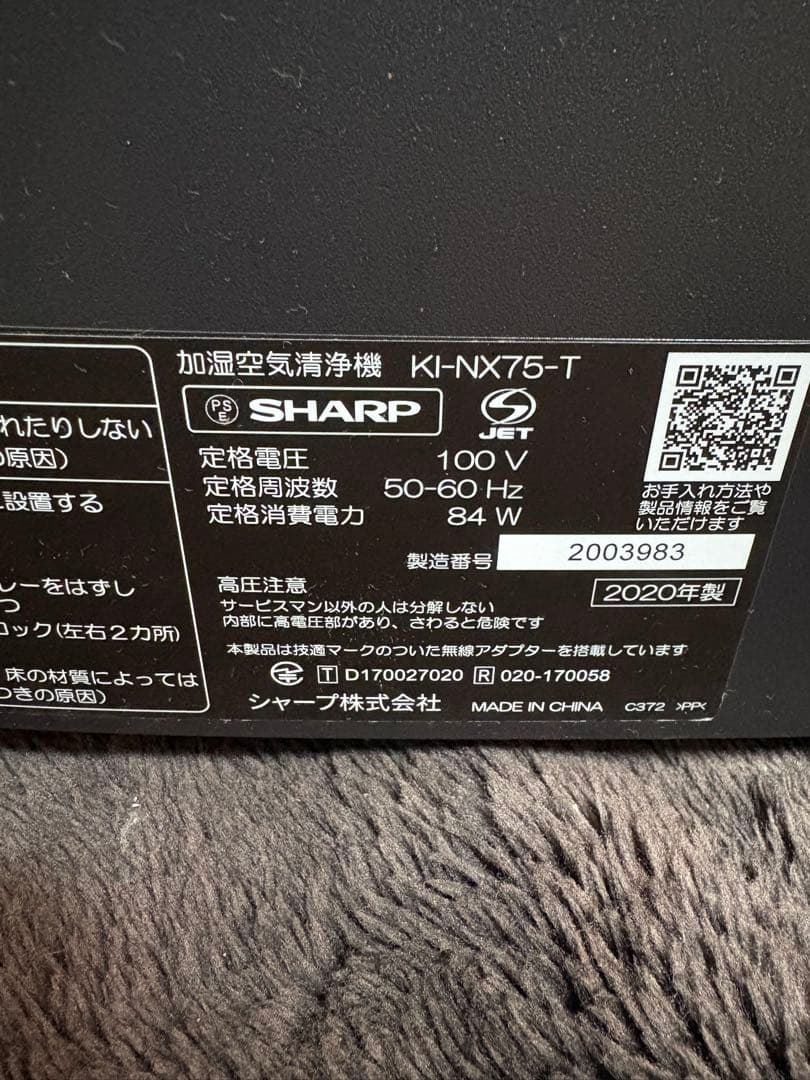 れたりしない
の原因)
設置する
レーをはずし
つ
ロック(左右2カ所)
床の材質によっては
つきの原因)
加湿空気清浄機 KI-NX75-T
PS E SHARP JET
定格電圧 100 V
定格周波数 50-60 Hz
定格消費電力 84 W
お手入れ方法や
製品情報をご覧
いただけます
製造番号 2003983
2020年製
高圧注意
サービスマン以外の人は分解しない
内部に高電圧部があり、さわると危険です
本製品は技適マークのついた無線アダプターを搭載しています
T D170027020 R 020-170058
シャープ株式会社 MADE IN CHINA C372 >PP<